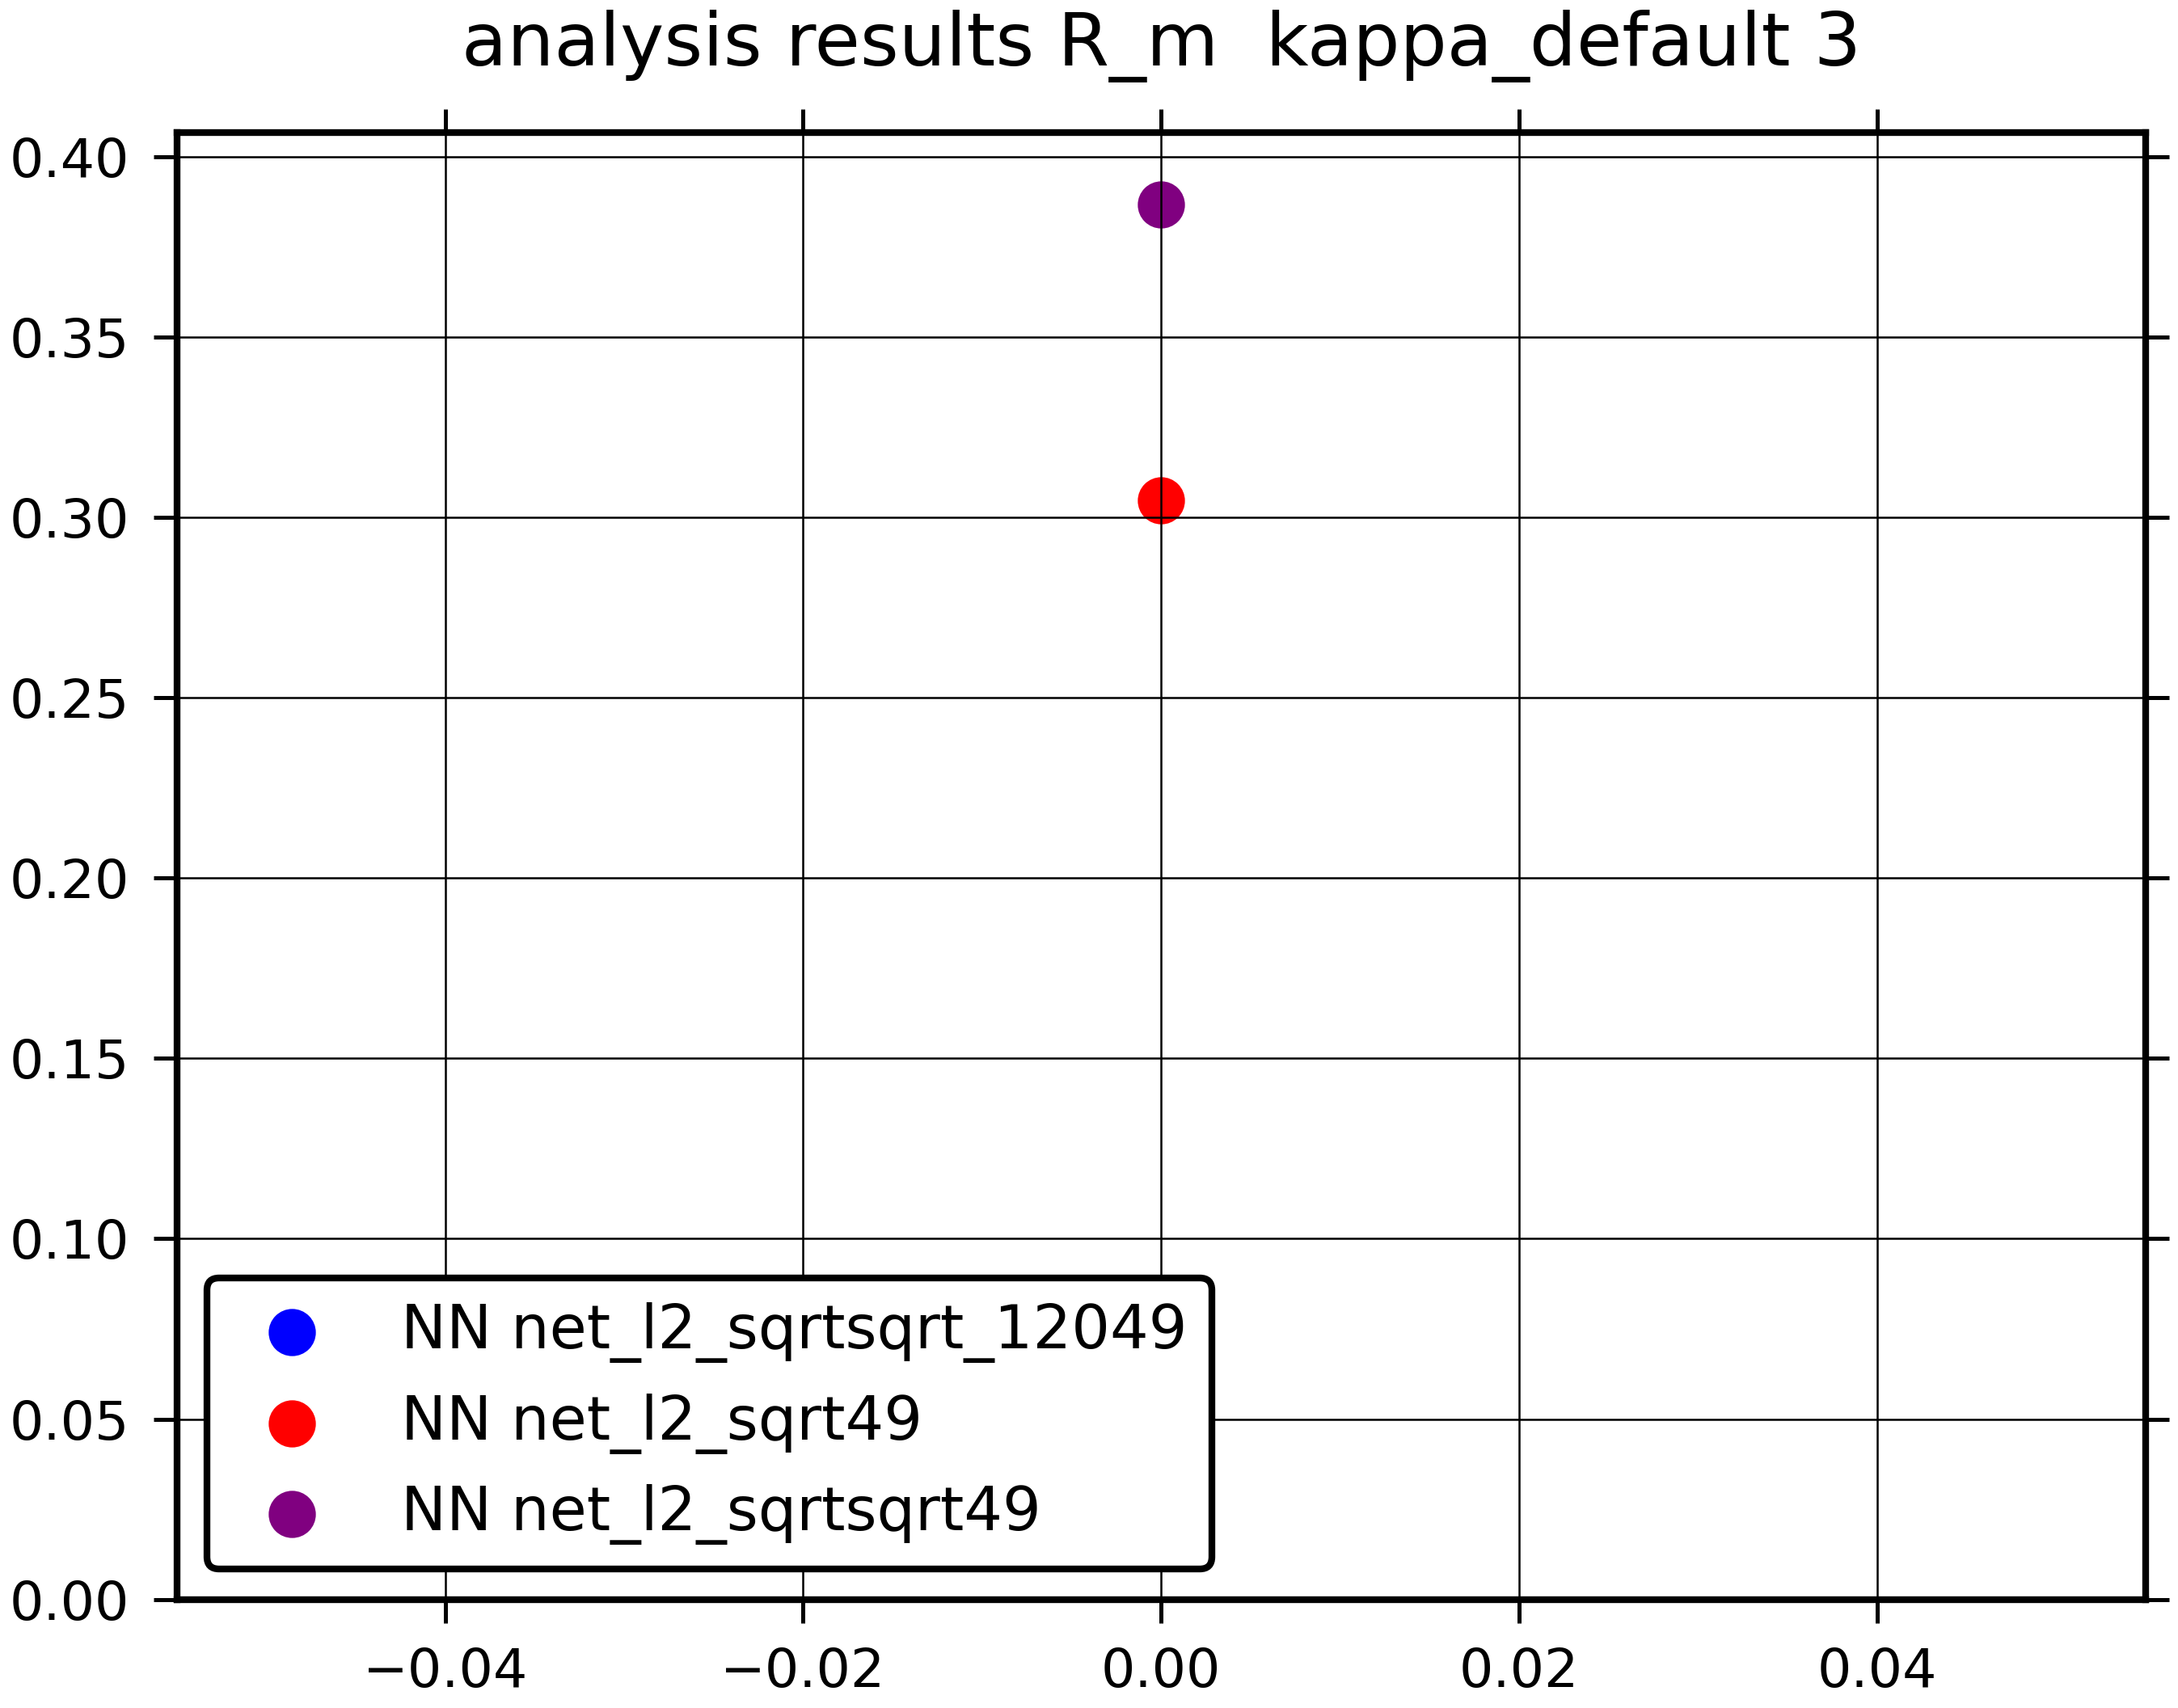 analysis results R_m  kappa_default 3
0.40
0.35
0.30
0.25
0.20
0.15
0.10
0.05
0.00
NN net_l2_sqrtsqrt_12049
NN net_l2_sqrt49
NN net_l2_sqrtsqrt49
−0.04 −0.02 0.00 0.02 0.04